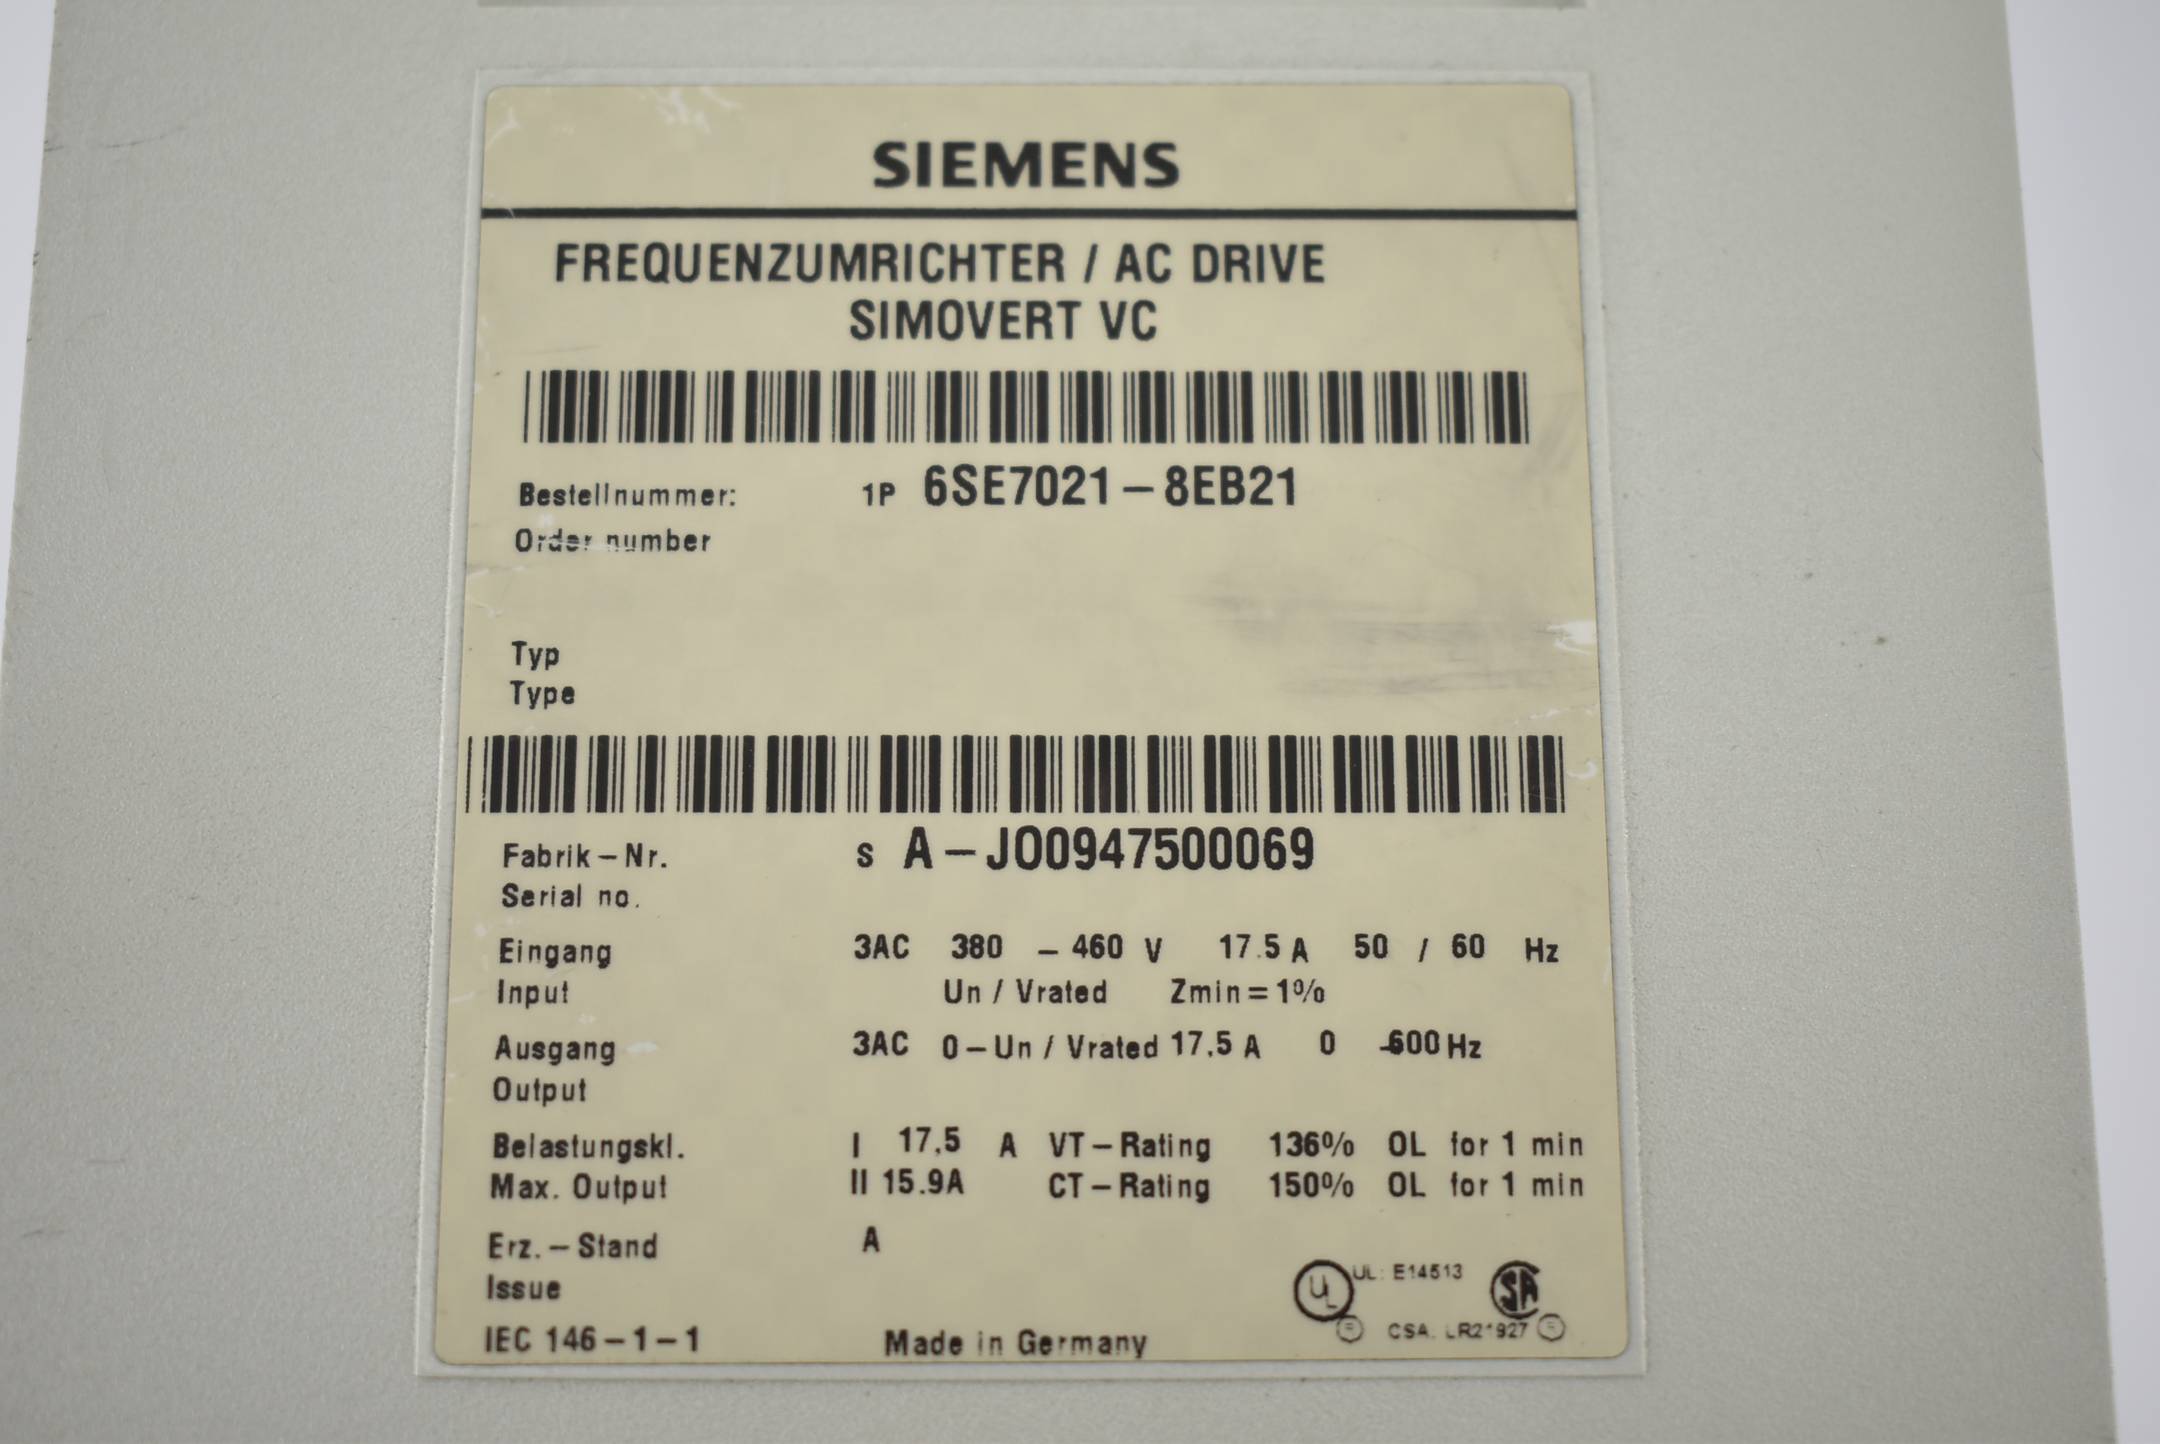 SIEMENS
FREQUENZUMRICHTER / AC DRIVE
SIMOVERT VC
Bestellnummer: 1P 6SE7021-8EB21
Order number
Typ
Type
Fabrik-Nr. S A-JO0947500069
Serial no.
Eingang 3AC 380 - 460 V 17.5 A 50 / 60 Hz
Input Un / Vrated Zmin=1%
Ausgang 3AC 0-Un / Vrated 17,5 A 0 -600 Hz
Output
Belastungskl. I 17,5 A VT-Rating 136% OL for 1 min
Max. Output II 15.9A CT-Rating 150% OL for 1 min
Erz.-Stand A
Issue
UL UL: E14513 SA
IEC 146-1-1 Made in Germany CSA.